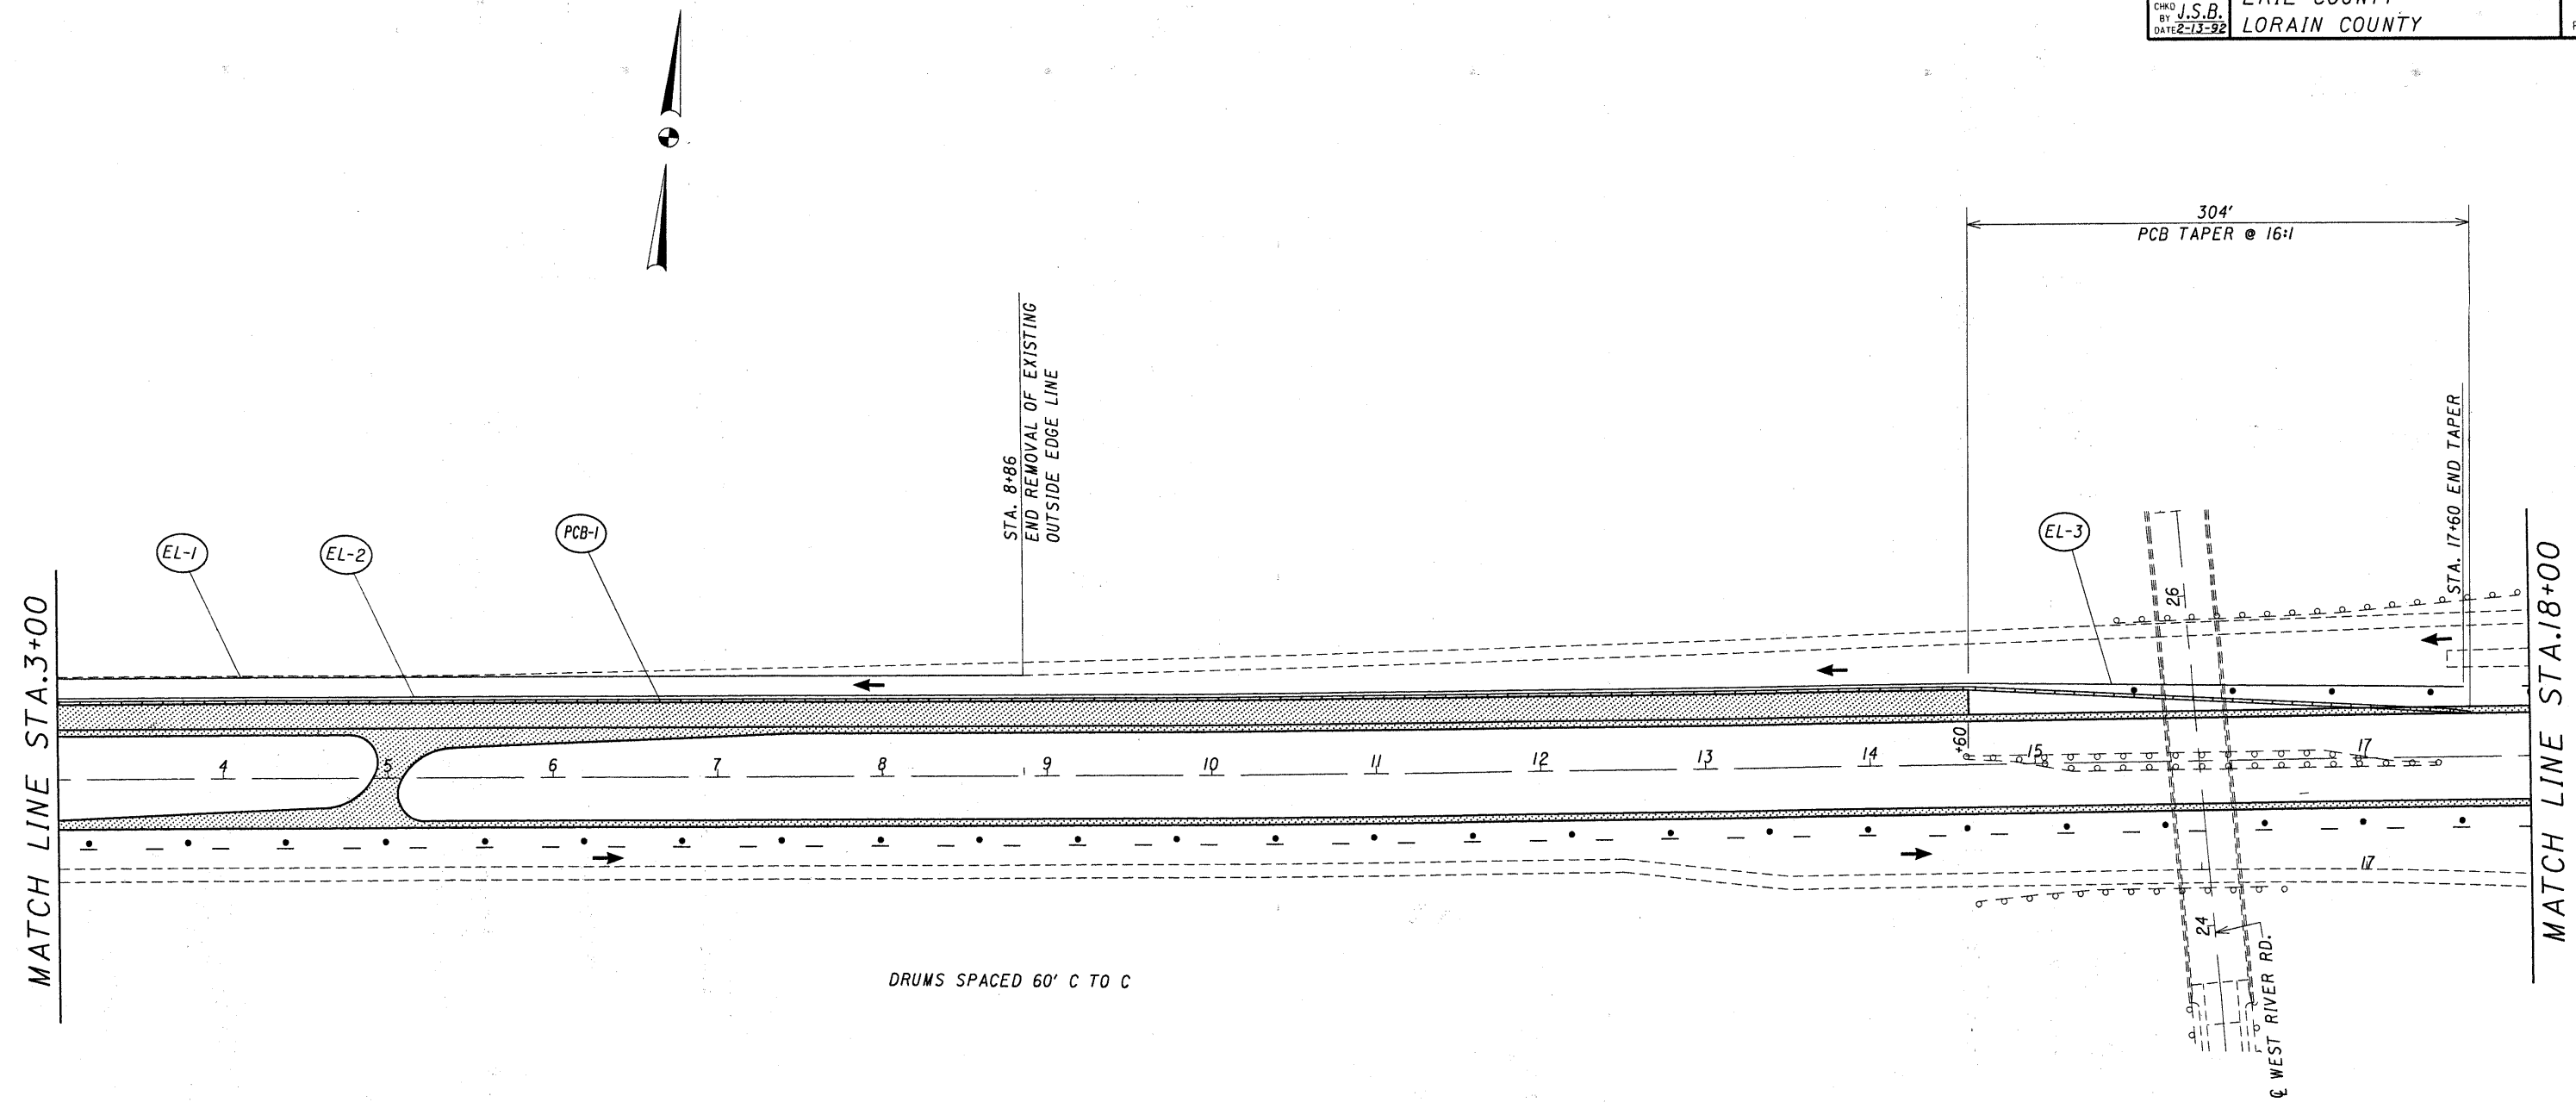 CHKD
BY J.S.B.
DATE 2-13-92
LORAIN COUNTY
304'
PCB TAPER @ 16:1
STA. 8+86
END REMOVAL OF EXISTING
OUTSIDE EDGE LINE
STA. 17+60 END TAPER
EL-1
EL-2
PCB-1
EL-3
MATCH LINE STA.3+00
MATCH LINE STA.18+00
26
+60
4
5
6
7
8
9
10
11
12
13
14
15
17
17
24
℄ WEST RIVER RD.
DRUMS SPACED 60' C TO C